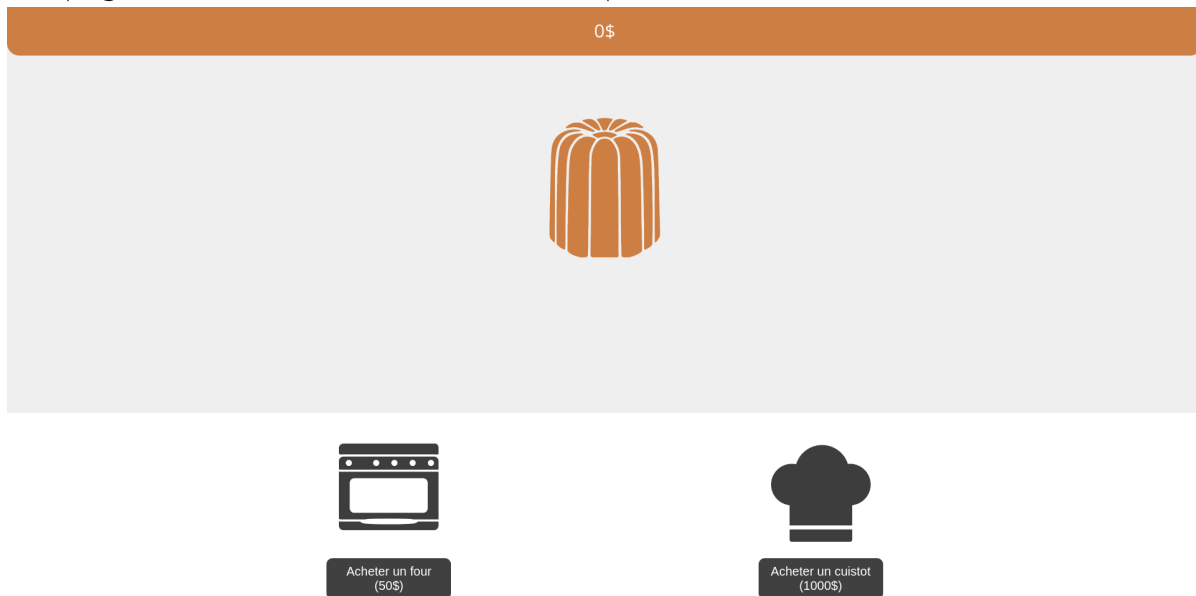 0$
Acheter un four
(50$)
Acheter un cuistot
(1000$)